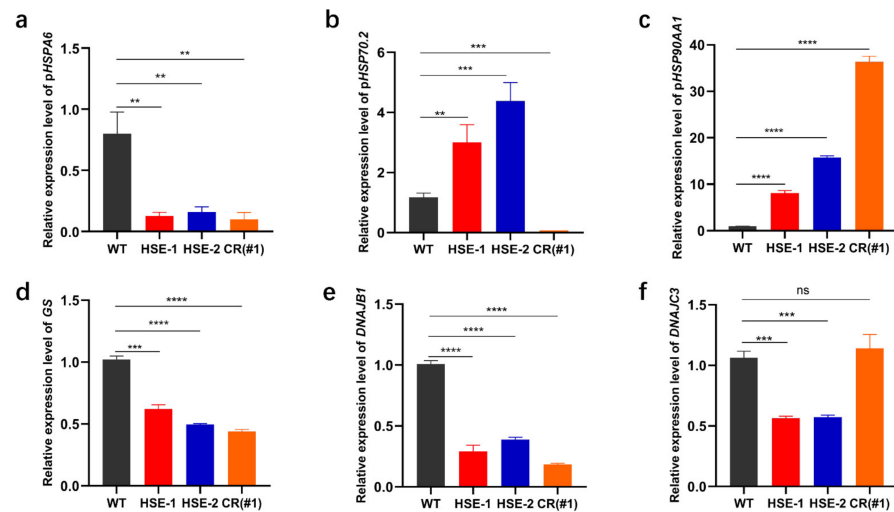 a
Relative expression level of pHSPA6
1.5
1.0
0.5
0.0
**
**
**
WT HSE-1 HSE-2 CR(#1)
b
Relative expression level of pHSP70.2
6
4
2
0
***
***
**
WT HSE-1 HSE-2 CR(#1)
c
Relative expression level of pHSP90AA1
40
30
20
10
0
****
****
****
WT HSE-1 HSE-2 CR(#1)
d
Relative expression level of GS
1.5
1.0
0.5
0.0
****
****
***
WT HSE-1 HSE-2 CR(#1)
e
Relative expression level of DNAJB1
1.5
1.0
0.5
0.0
****
****
****
WT HSE-1 HSE-2 CR(#1)
f
Relative expression level of DNAJC3
1.5
1.0
0.5
0.0
ns
***
***
WT HSE-1 HSE-2 CR(#1)